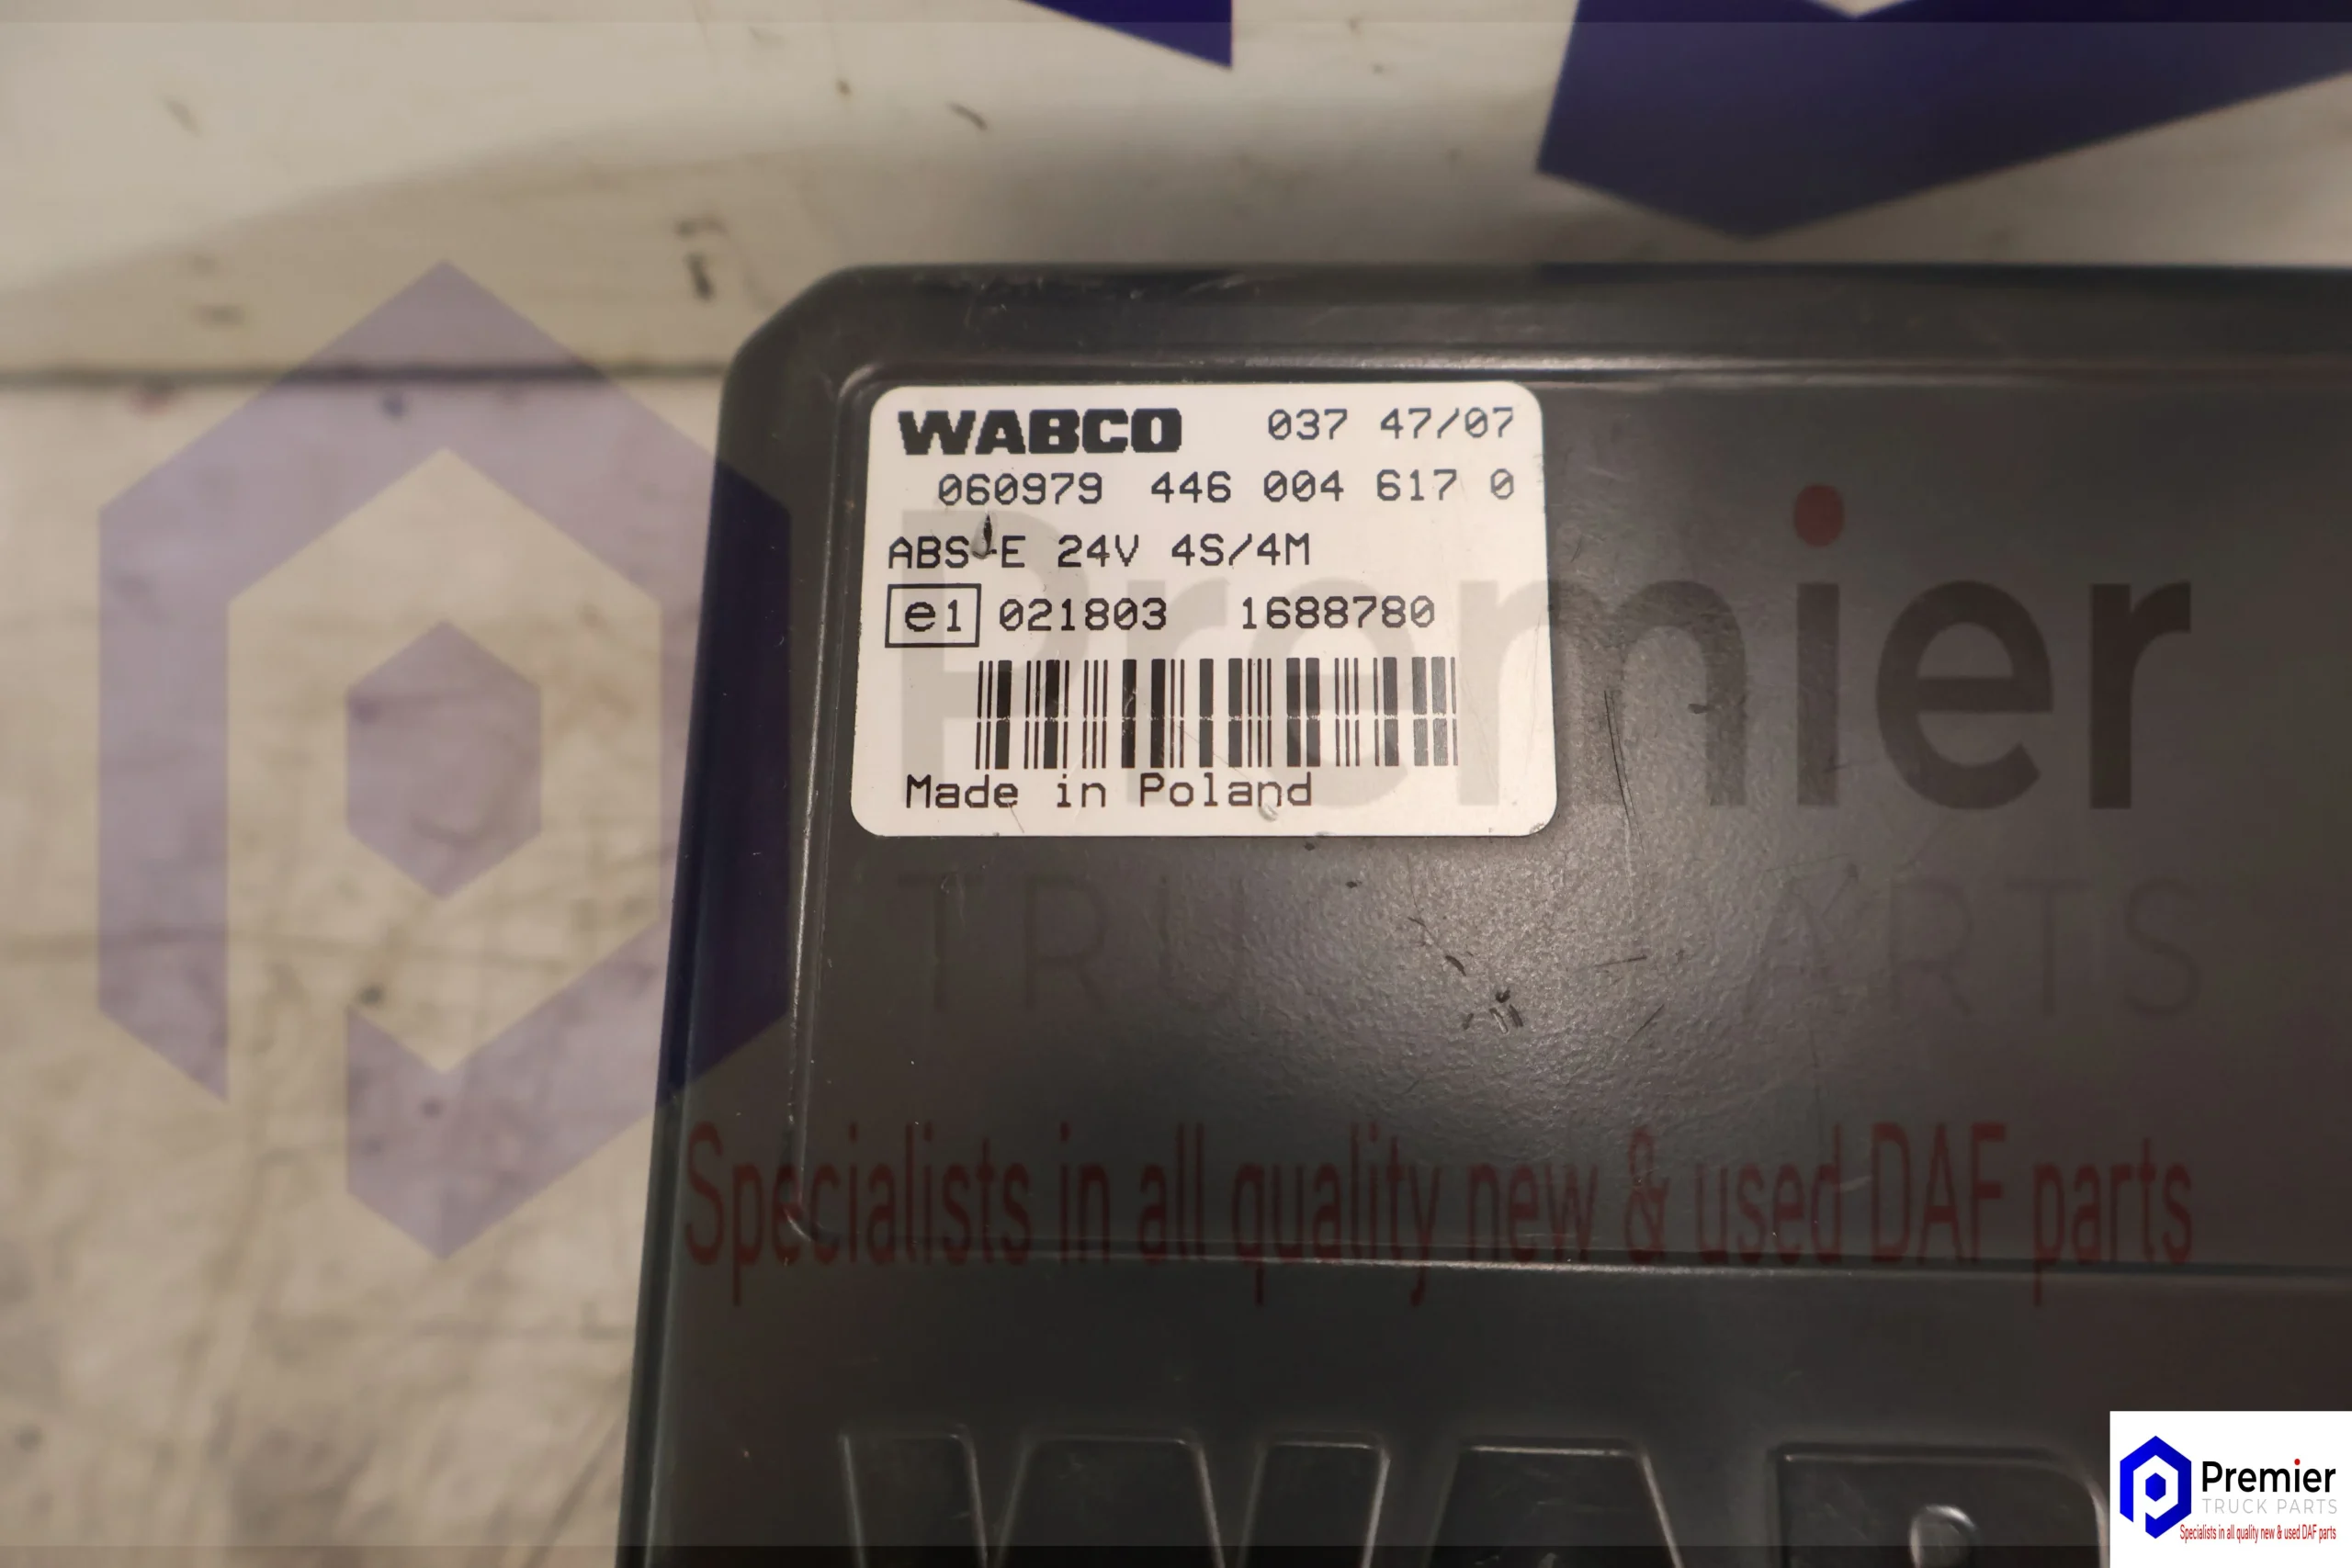 WABCO 037 47/07
060979 446 004 617 0
ABS-E 24V 4S/4M
e1 021803 1688780
Made in Poland
Premier
TRUCK PARTS
Specialists in all quality new & used DAF parts
Premier
TRUCK PARTS
Specialists in all quality new & used DAF parts